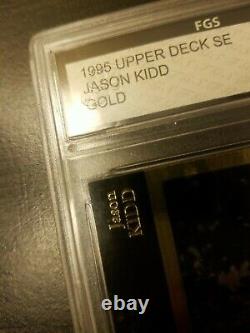 FGS
1995 UPPER DECK SE
JASON KIDD
GOLD
Jason
KIDD